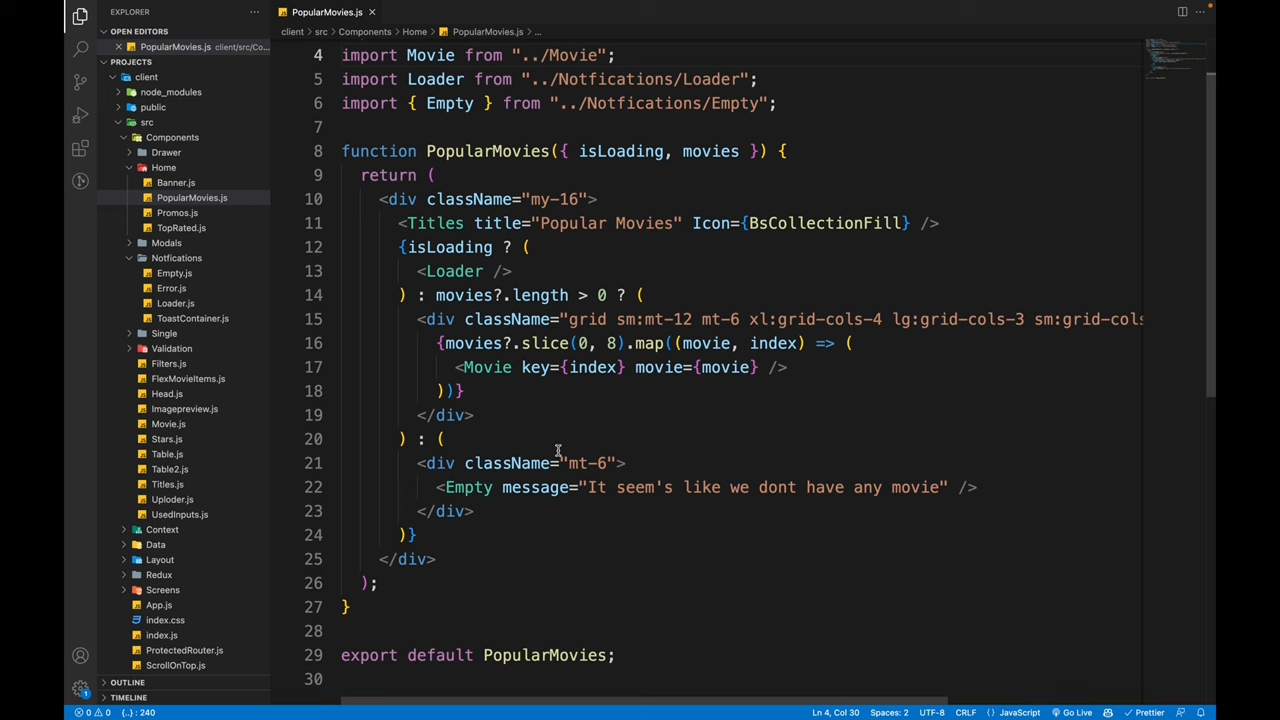 EXPLORER
OPEN EDITORS
PopularMovies.js client/src/Co...
PROJECTS
client
node_modules
public
src
Components
Drawer
Home
Banner.js
PopularMovies.js
Promos.js
TopRated.js
Modals
Notfications
Empty.js
Error.js
Loader.js
ToastContainer.js
Single
Validation
Filters.js
FlexMovieItems.js
Head.js
Imagepreview.js
Movie.js
Stars.js
Table.js
Table2.js
Titles.js
Uploder.js
UsedInputs.js
Context
Data
Layout
Redux
Screens
App.js
index.css
index.js
ProtectedRouter.js
ScrollOnTop.js
OUTLINE
TIMELINE
PopularMovies.js
client > src > Components > Home > PopularMovies.js > ...
4 import Movie from "../Movie";
5 import Loader from "../Notfications/Loader";
6 import { Empty } from "../Notfications/Empty";
7
8 function PopularMovies({ isLoading, movies }) {
9 return (
10 <div className="my-16">
11 <Titles title="Popular Movies" Icon={BsCollectionFill} />
12 {isLoading ? (
13 <Loader />
14 ) : movies?.length > 0 ? (
15 <div className="grid sm:mt-12 mt-6 xl:grid-cols-4 lg:grid-cols-3 sm:grid-cols
16 {movies?.slice(0, 8).map((movie, index) => (
17 <Movie key={index} movie={movie} />
18 ))}
19 </div>
20 ) : (
21 <div className="mt-6">
22 <Empty message="It seem's like we dont have any movie" />
23 </div>
24 )}
25 </div>
26 );
27 }
28
29 export default PopularMovies;
30
1
0 0 {..} : 240 Ln 4, Col 30 Spaces: 2 UTF-8 CRLF {} JavaScript Go Live Prettier